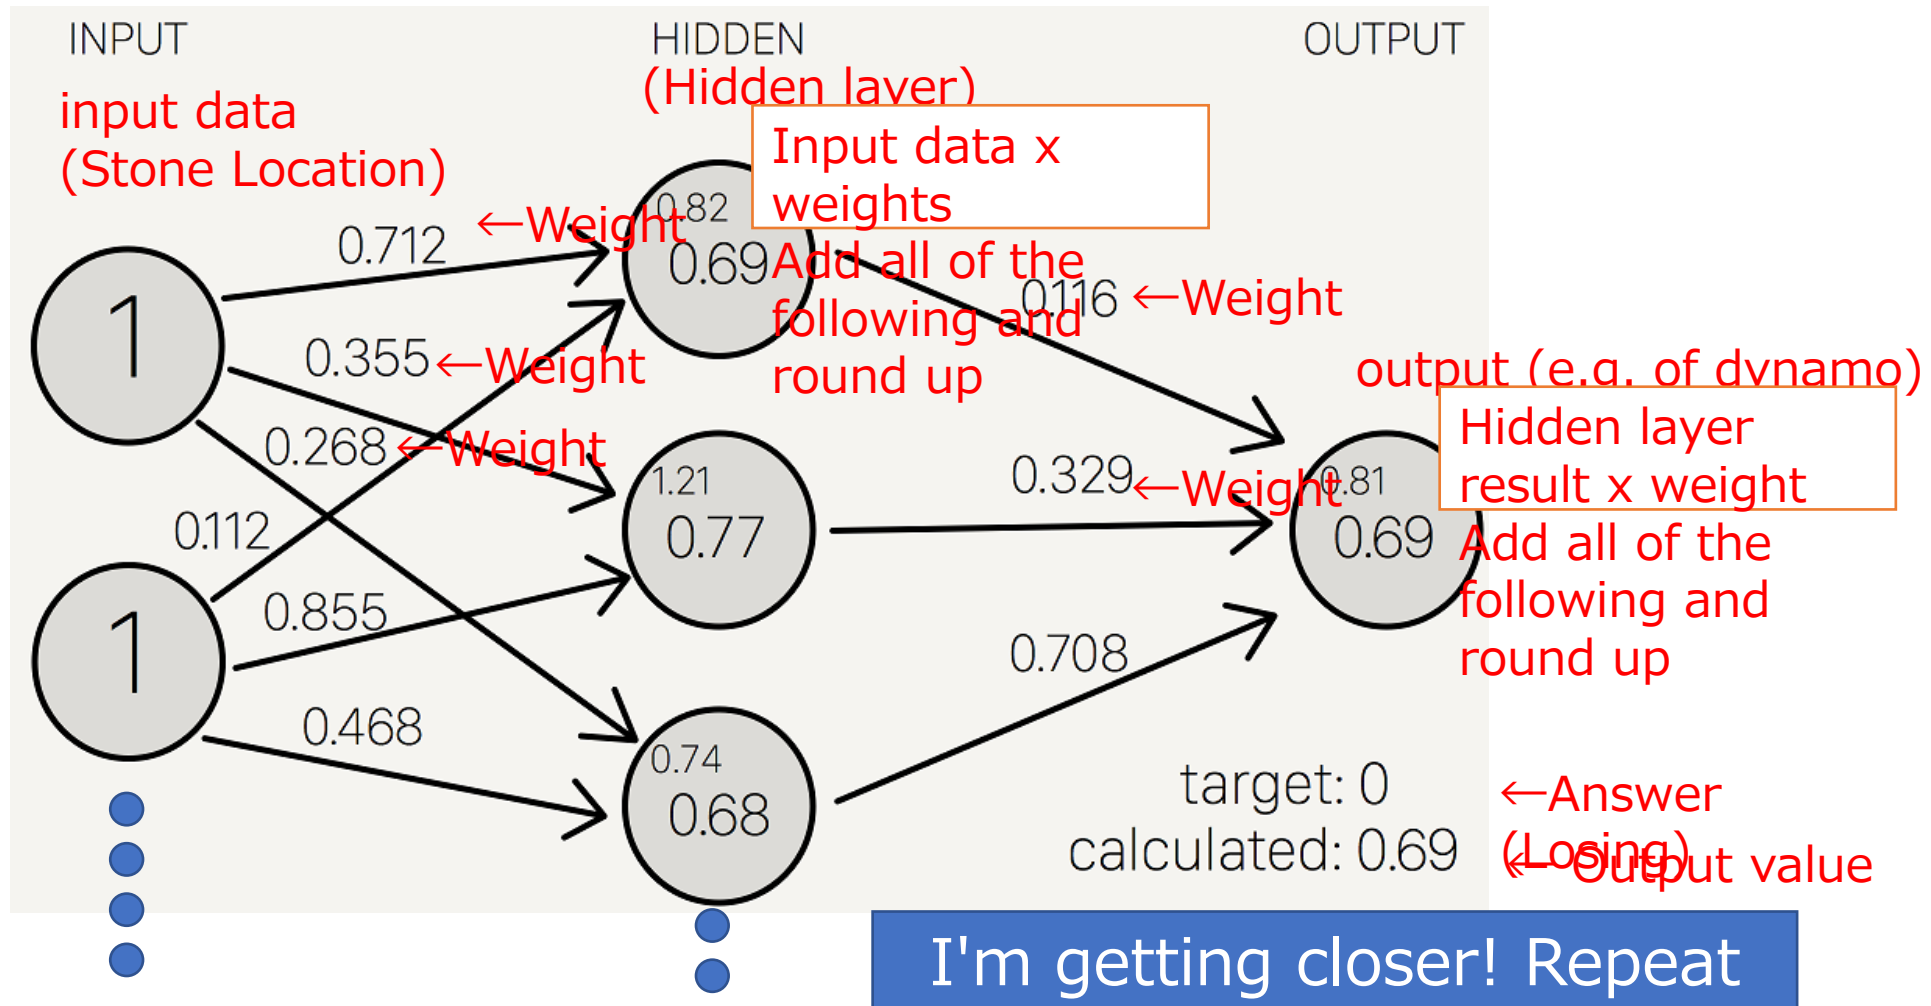 INPUT
HIDDEN
OUTPUT
input data
(Stone Location)
(Hidden layer)
Input data x
weights
Add all of the
following and
round up
0.712
←Weight
0.82
0.69
1
0.355
←Weight
0.116
←Weight
output (e.g. of dynamo)
Hidden layer
result x weight
Add all of the
following and
round up
0.268
←Weight
1.21
0.77
0.329
←Weight
0.81
0.69
0.112
1
0.855
0.708
0.468
0.74
0.68
target: 0
←Answer
(Losing)
calculated: 0.69
← Output value
I'm getting closer! Repeat